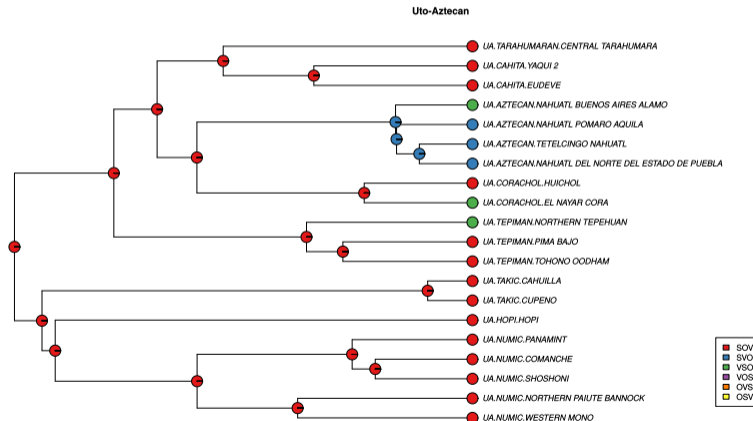 Uto-Aztecan
UA.TARAHUMARAN.CENTRAL TARAHUMARA
UA.CAHITA.YAQUI 2
UA.CAHITA.EUDEVE
UA.AZTECAN.NAHUATL BUENOS AIRES ALAMO
UA.AZTECAN.NAHUATL POMARO AQUILA
UA.AZTECAN.TETELCINGO NAHUATL
UA.AZTECAN.NAHUATL DEL NORTE DEL ESTADO DE PUEBLA
UA.CORACHOL.HUICHOL
UA.CORACHOL.EL NAYAR CORA
UA.TEPIMAN.NORTHERN TEPEHUAN
UA.TEPIMAN.PIMA BAJO
UA.TEPIMAN.TOHONO OODHAM
UA.TAKIC.CAHUILLA
UA.TAKIC.CUPENO
UA.HOPI.HOPI
UA.NUMIC.PANAMINT
UA.NUMIC.COMANCHE
UA.NUMIC.SHOSHONI
UA.NUMIC.NORTHERN PAIUTE BANNOCK
UA.NUMIC.WESTERN MONO
SOV
SVO
VSO
VOS
OVS
OSV